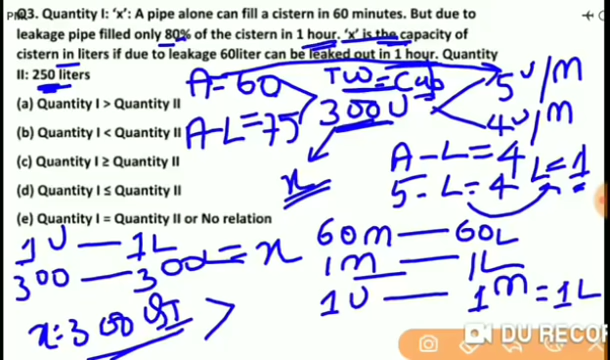 Q3. Quantity I: 'x': A pipe alone can fill a cistern in 60 minutes. But due to
leakage pipe filled only 80% of the cistern in 1 hour. 'x' is the capacity of
cistern in liters if due to leakage 60liter can be leaked out in 1 hour. Quantity
II: 250 liters
(a) Quantity I > Quantity II
(b) Quantity I < Quantity II
(c) Quantity I ≥ Quantity II
(d) Quantity I ≤ Quantity II
(e) Quantity I = Quantity II or No relation
A = 60
A-L = 75
TW = Cap
300U
5U/M
4U/M
x
A-L = 4
5-L = 4
L = 1
1U — 1L
300 — 300L = x
60M — 60L
1M — 1L
1U — 1M = 1L
x = 300
>
DU RECOR